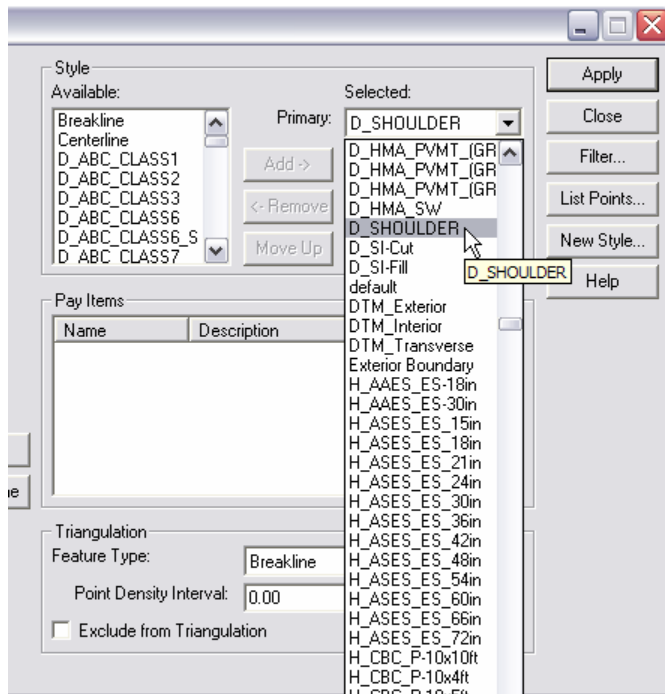 Style
Available:
Selected:
Breakline
Centerline
D_ABC_CLASS1
D_ABC_CLASS2
D_ABC_CLASS3
D_ABC_CLASS6
D_ABC_CLASS6_S
D_ABC_CLASS7
Primary:
D_SHOULDER
Add ->
<- Remove
Move Up
D_HMA_PVMT_(GR
D_HMA_PVMT_(GR
D_HMA_PVMT_(GR
D_HMA_SW
D_SHOULDER
D_SI-Cut
D_SI-Fill
default
DTM_Exterior
DTM_Interior
DTM_Transverse
Exterior Boundary
H_AAES_ES-18in
H_AAES_ES-30in
H_ASES_ES_15in
H_ASES_ES_18in
H_ASES_ES_21in
H_ASES_ES_24in
H_ASES_ES_30in
H_ASES_ES_36in
H_ASES_ES_42in
H_ASES_ES_48in
H_ASES_ES_54in
H_ASES_ES_60in
H_ASES_ES_66in
H_ASES_ES_72in
H_CBC_P-10x10ft
H_CBC_P-10x4ft
D_SHOULDER
Apply
Close
Filter...
List Points...
New Style...
Help
Pay Items
Name Description
ne
Triangulation
Feature Type: Breakline
Point Density Interval: 0.00
Exclude from Triangulation